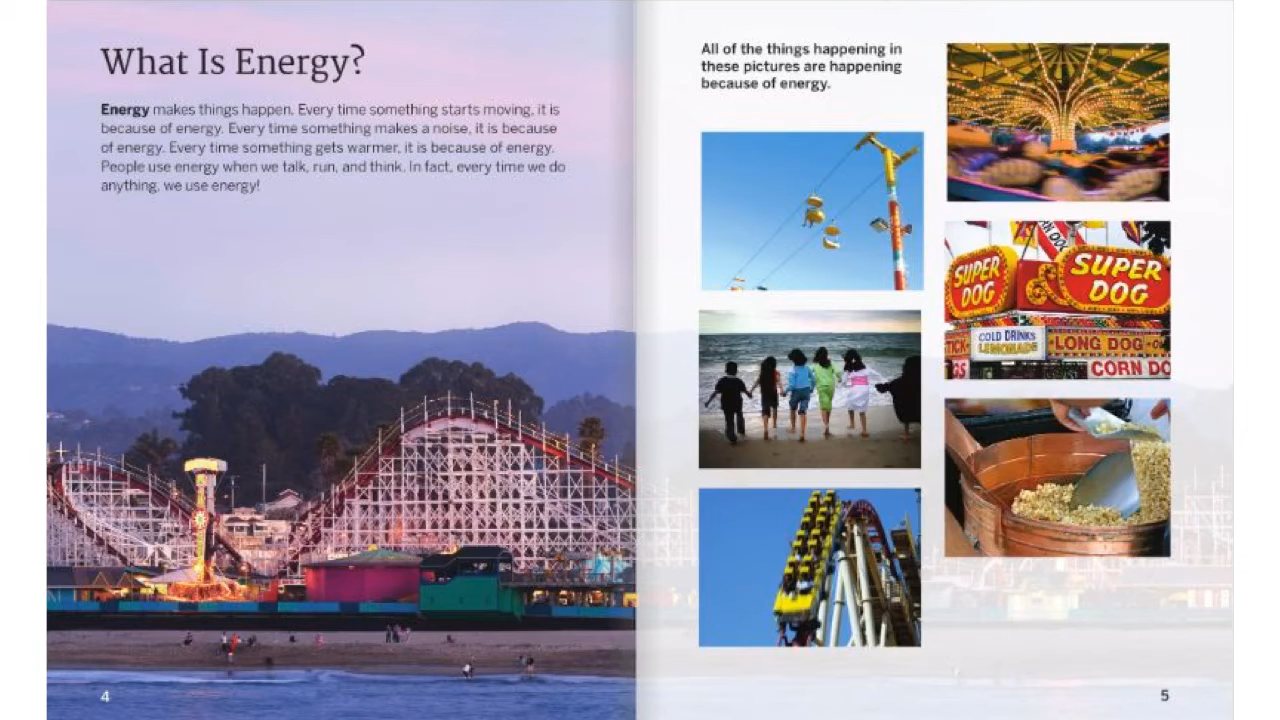 What Is Energy?
Energy makes things happen. Every time something starts moving, it is
because of energy. Every time something makes a noise, it is because
of energy. Every time something gets warmer, it is because of energy.
People use energy when we talk, run, and think. In fact, every time we do
anything, we use energy!
4
All of the things happening in
these pictures are happening
because of energy.
CORN DO
SUPER
DOG
SUPER
DOG
TICK
COLD DRINKS
LEMONADE
LONG DOG
GS
CORN DO
5